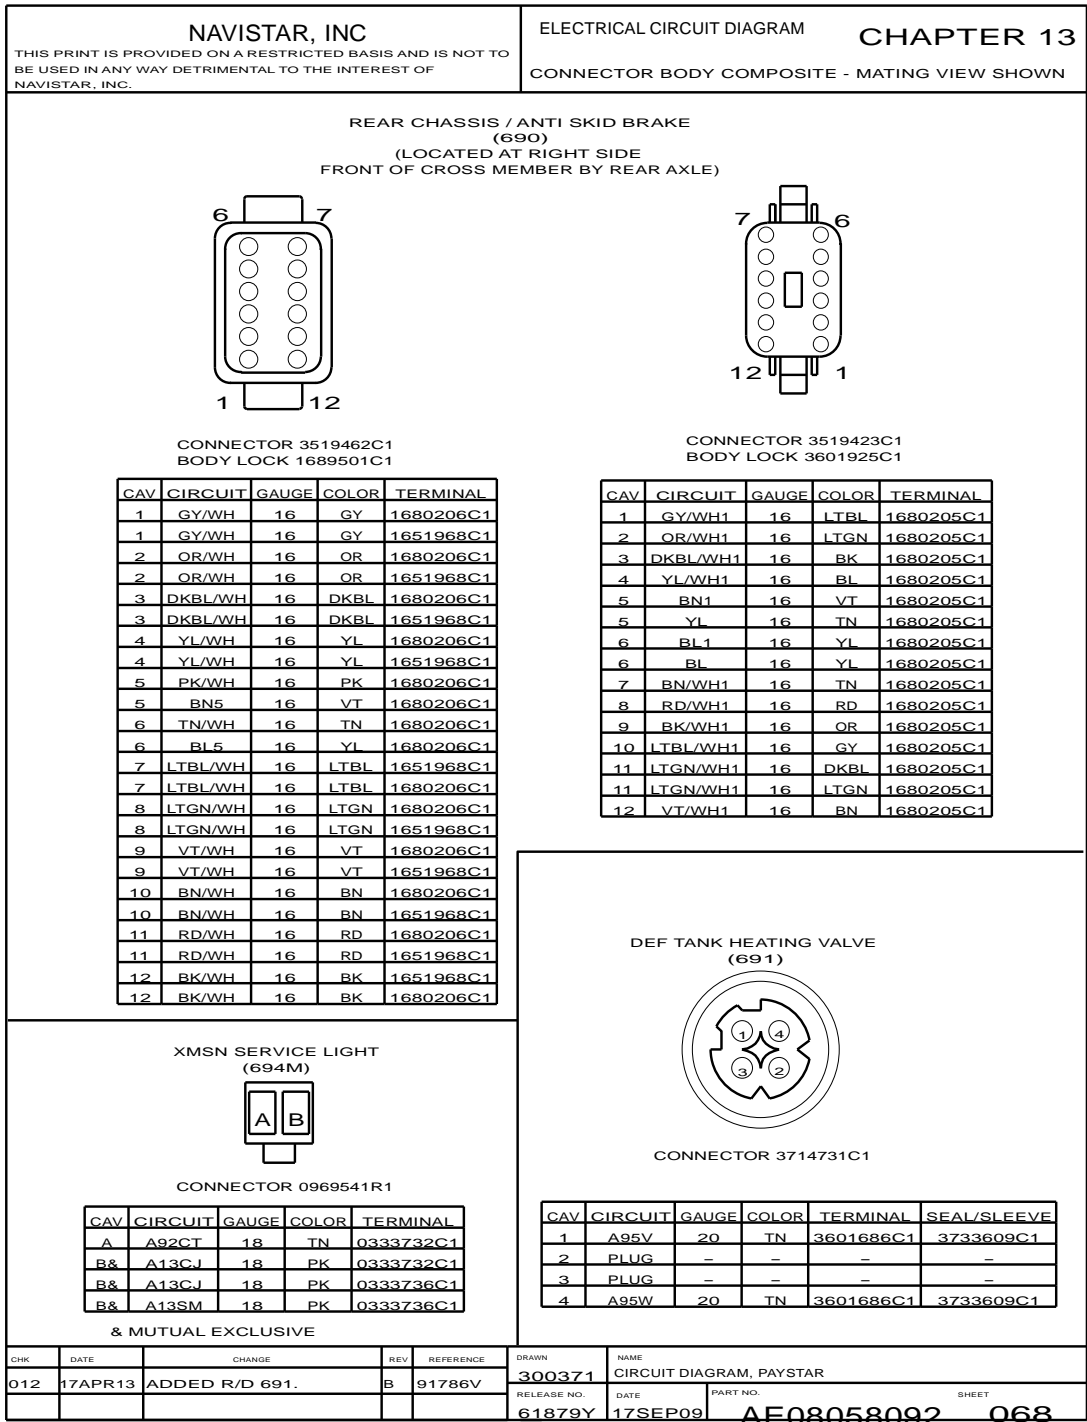 NAVISTAR, INC
THIS PRINT IS PROVIDED ON A RESTRICTED BASIS AND IS NOT TO
BE USED IN ANY WAY DETRIMENTAL TO THE INTEREST OF
NAVISTAR, INC.
ELECTRICAL CIRCUIT DIAGRAM CHAPTER 13
CONNECTOR BODY COMPOSITE - MATING VIEW SHOWN
REAR CHASSIS / ANTI SKID BRAKE
(690)
(LOCATED AT RIGHT SIDE
FRONT OF CROSS MEMBER BY REAR AXLE)
6 7
1 12
CONNECTOR 3519462C1
BODY LOCK 1689501C1
CAV CIRCUIT GAUGE COLOR TERMINAL
1 GY/WH 16 GY 1680206C1
1 GY/WH 16 GY 1651968C1
2 OR/WH 16 OR 1680206C1
2 OR/WH 16 OR 1651968C1
3 DKBL/WH 16 DKBL 1680206C1
3 DKBL/WH 16 DKBL 1651968C1
4 YL/WH 16 YL 1680206C1
4 YL/WH 16 YL 1651968C1
5 PK/WH 16 PK 1680206C1
5 BN5 16 VT 1680206C1
6 TN/WH 16 TN 1680206C1
6 BL5 16 YL 1680206C1
7 LTBL/WH 16 LTBL 1651968C1
7 LTBL/WH 16 LTBL 1680206C1
8 LTGN/WH 16 LTGN 1680206C1
8 LTGN/WH 16 LTGN 1651968C1
9 VT/WH 16 VT 1680206C1
9 VT/WH 16 VT 1651968C1
10 BN/WH 16 BN 1680206C1
10 BN/WH 16 BN 1651968C1
11 RD/WH 16 RD 1680206C1
11 RD/WH 16 RD 1651968C1
12 BK/WH 16 BK 1651968C1
12 BK/WH 16 BK 1680206C1
7 6
12 1
CONNECTOR 3519423C1
BODY LOCK 3601925C1
CAV CIRCUIT GAUGE COLOR TERMINAL
1 GY/WH1 16 LTBL 1680205C1
2 OR/WH1 16 LTGN 1680205C1
3 DKBL/WH1 16 BK 1680205C1
4 YL/WH1 16 BL 1680205C1
5 BN1 16 VT 1680205C1
5 YL 16 TN 1680205C1
6 BL1 16 YL 1680205C1
6 BL 16 YL 1680205C1
7 BN/WH1 16 TN 1680205C1
8 RD/WH1 16 RD 1680205C1
9 BK/WH1 16 OR 1680205C1
10 LTBL/WH1 16 GY 1680205C1
11 LTGN/WH1 16 DKBL 1680205C1
11 LTGN/WH1 16 LTGN 1680205C1
12 VT/WH1 16 BN 1680205C1
XMSN SERVICE LIGHT
(694M)
A B
CONNECTOR 0969541R1
CAV CIRCUIT GAUGE COLOR TERMINAL
A A92CT 18 TN 0333732C1
B& A13CJ 18 PK 0333732C1
B& A13CJ 18 PK 0333736C1
B& A13SM 18 PK 0333736C1
& MUTUAL EXCLUSIVE
DEF TANK HEATING VALVE
(691)
1 4
3 2
CONNECTOR 3714731C1
CAV CIRCUIT GAUGE COLOR TERMINAL SEAL/SLEEVE
1 A95V 20 TN 3601686C1 3733609C1
2 PLUG – – – –
3 PLUG – – – –
4 A95W 20 TN 3601686C1 3733609C1
CHK DATE CHANGE REV REFERENCE
012 17APR13 ADDED R/D 691. B 91786V
DRAWN NAME
300371 CIRCUIT DIAGRAM, PAYSTAR
RELEASE NO. DATE PART NO. SHEET
61879Y 17SEP09 AE08058092 068